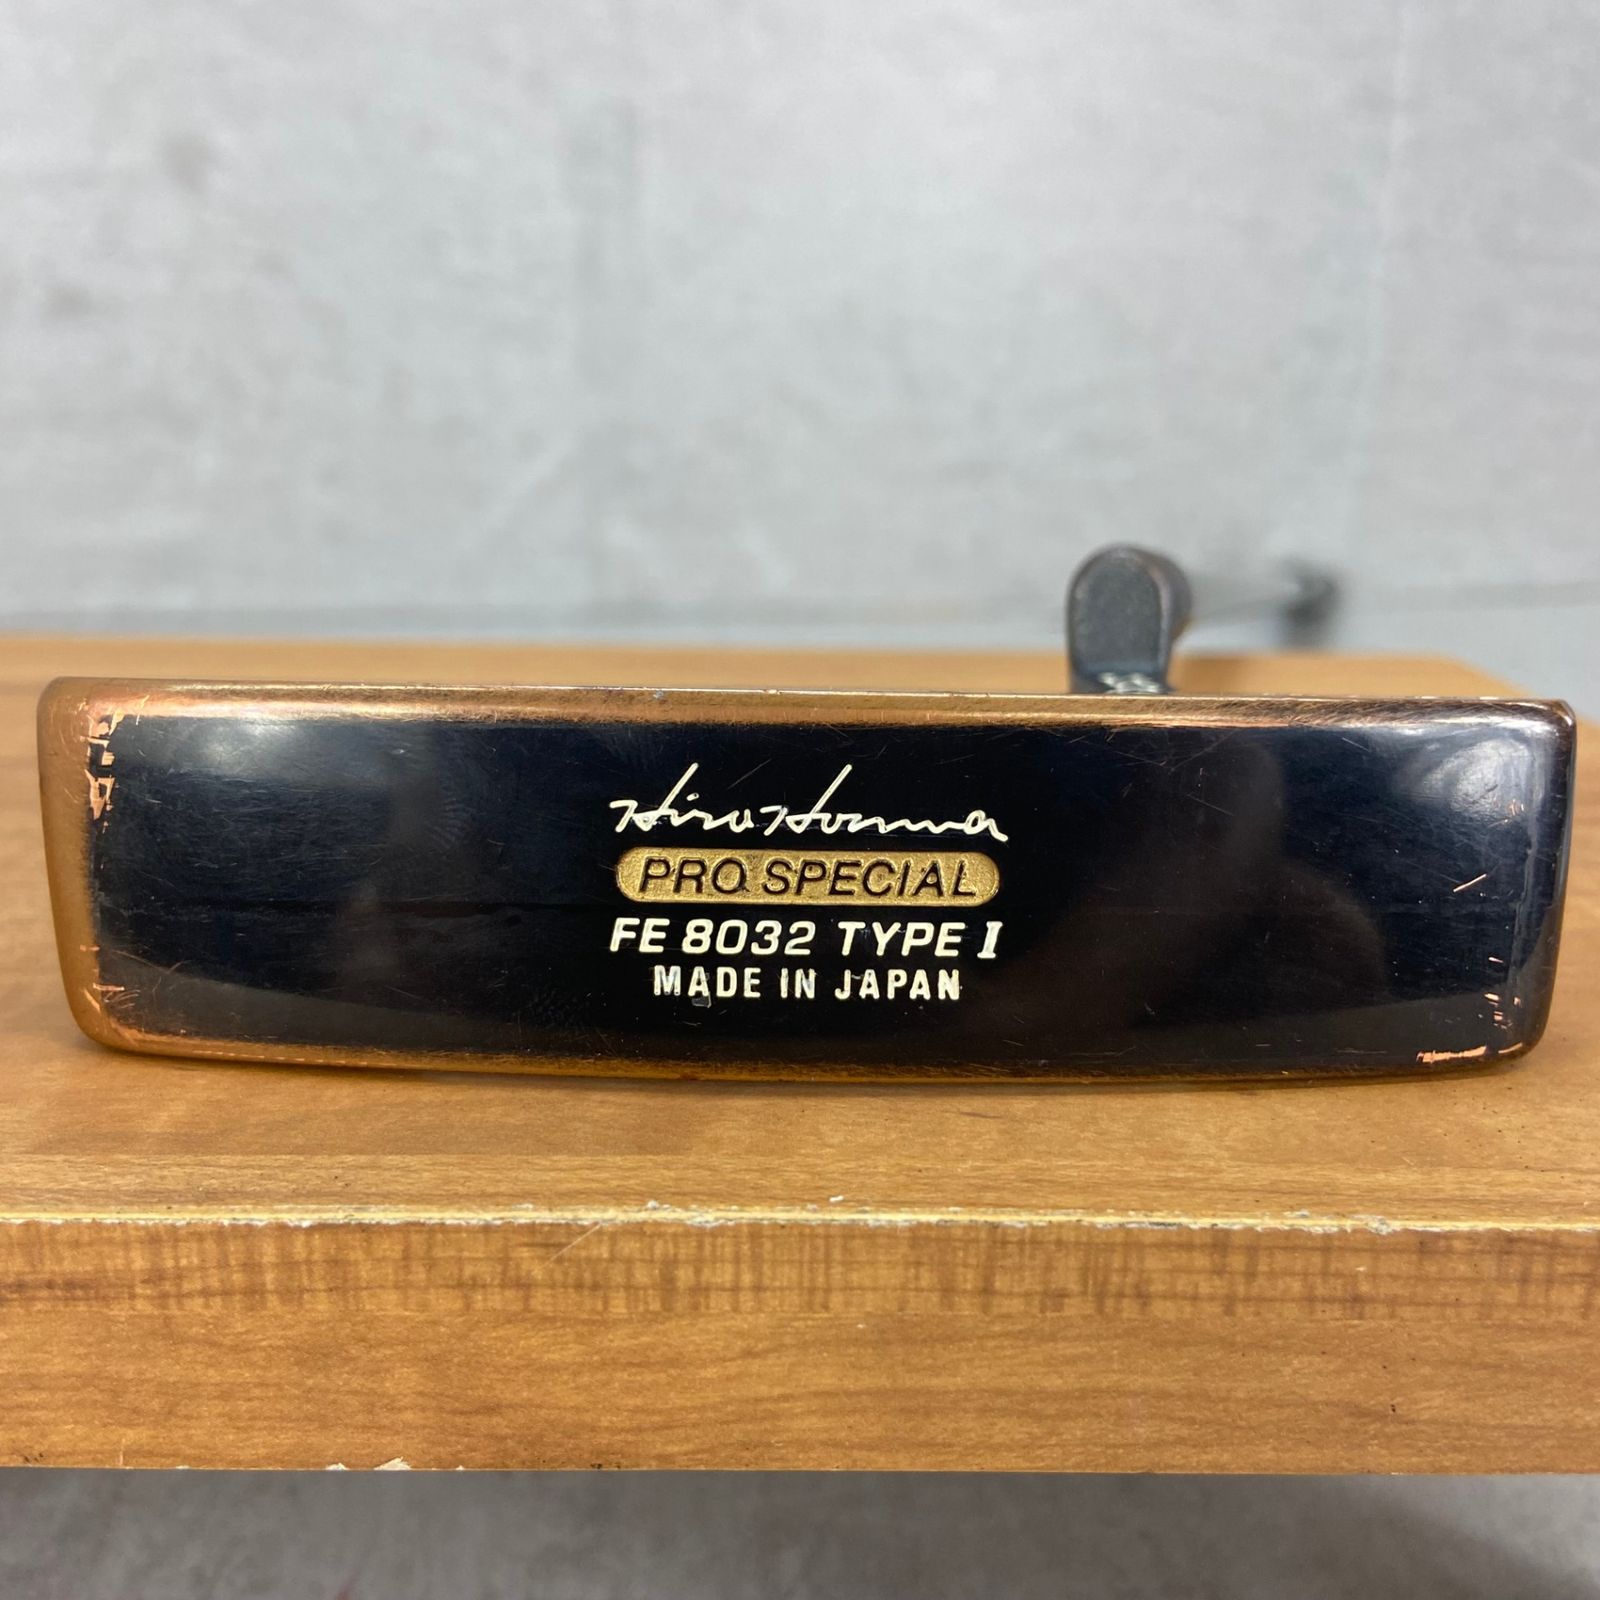 Hiro Honma
PRO SPECIAL
FE 8032 TYPE I
MADE IN JAPAN